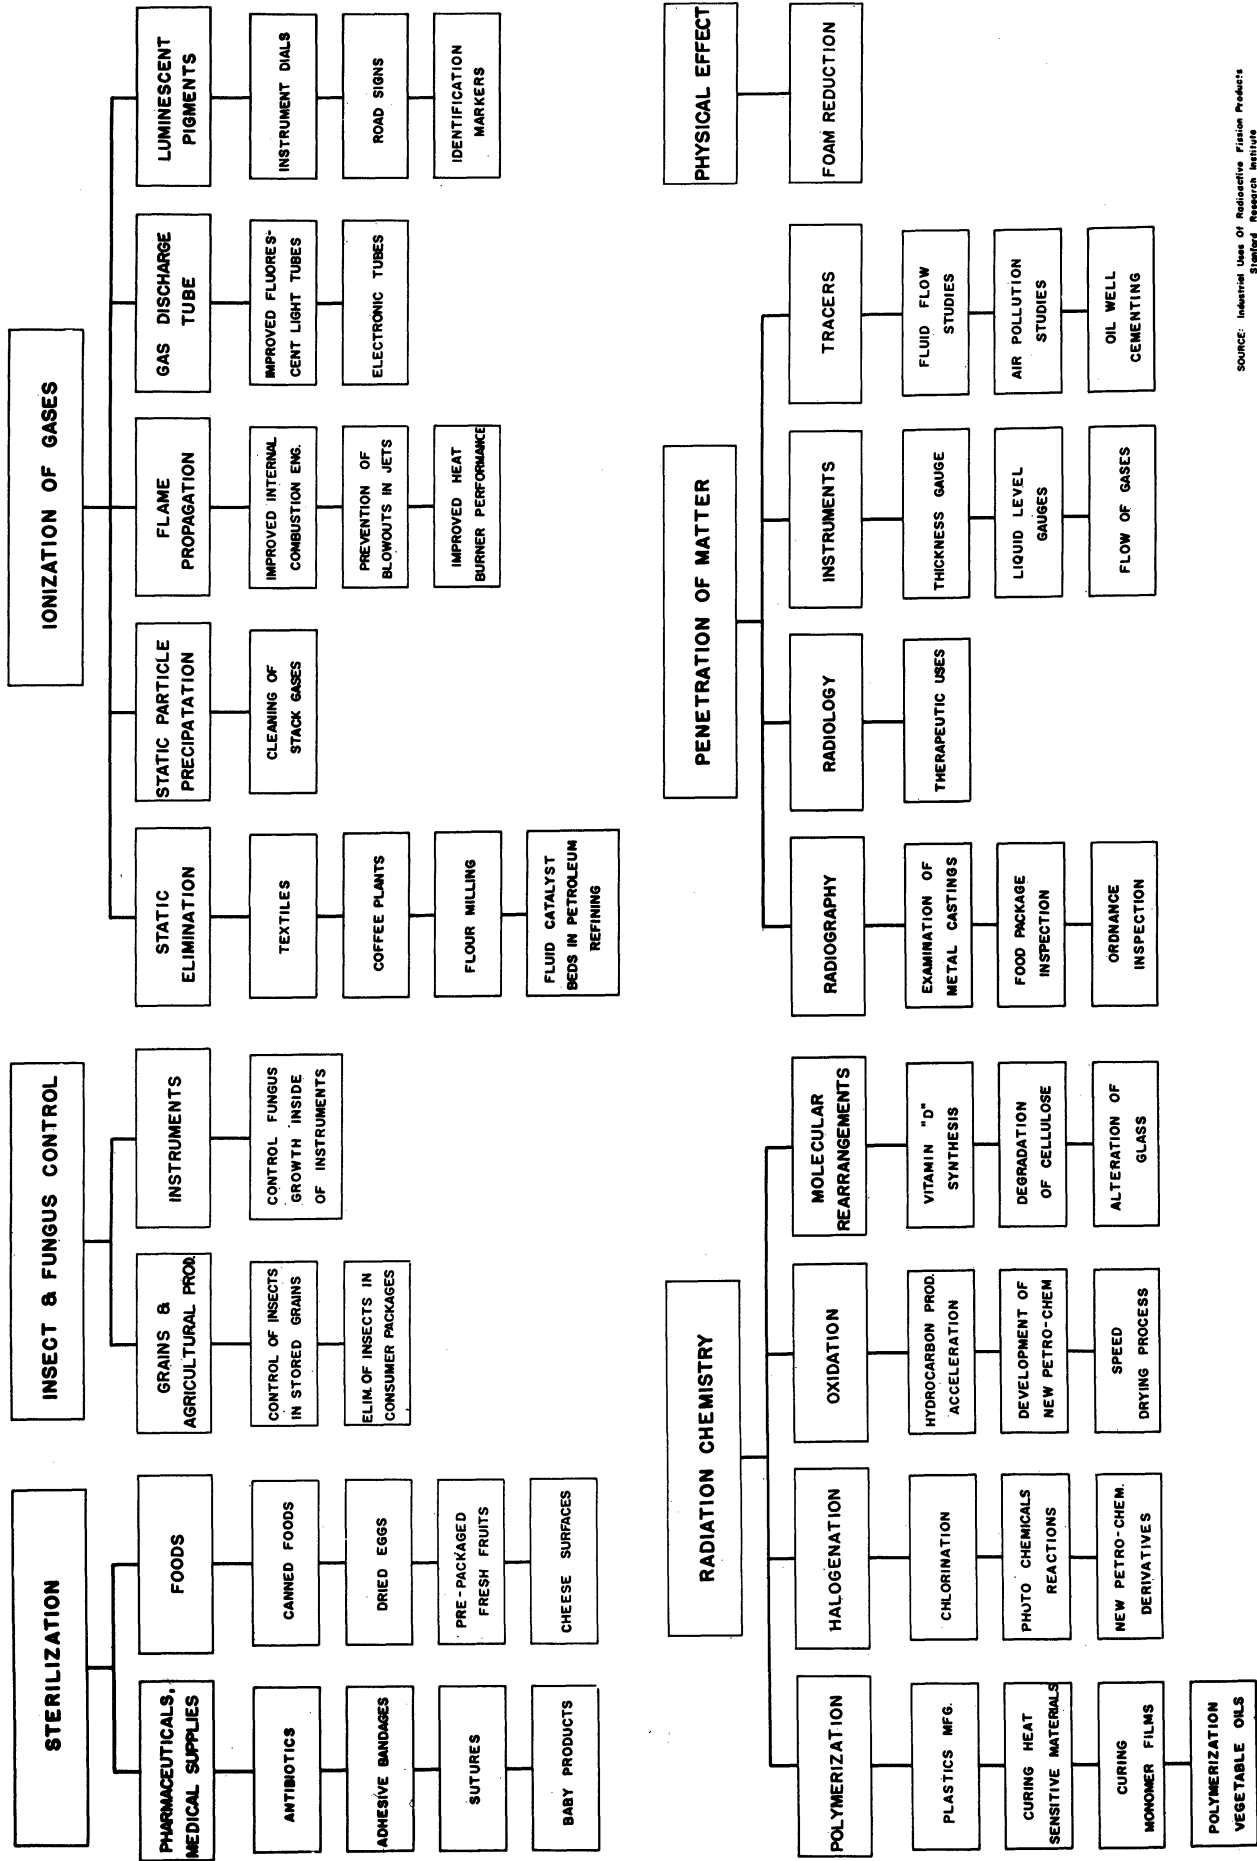 STERILIZATION
PHARMACEUTICALS,
MEDICAL SUPPLIES
ANTIBIOTICS
ADHESIVE BANDAGES
SUTURES
BABY PRODUCTS
FOODS
CANNED FOODS
DRIED EGGS
PRE-PACKAGED
FRESH FRUITS
CHEESE SURFACES
INSECT & FUNGUS CONTROL
GRAINS &
AGRICULTURAL PROD.
CONTROL OF INSECTS
IN STORED GRAINS
ELIM. OF INSECTS IN
CONSUMER PACKAGES
INSTRUMENTS
CONTROL FUNGUS
GROWTH INSIDE
OF INSTRUMENTS
IONIZATION OF GASES
STATIC
ELIMINATION
TEXTILES
COFFEE PLANTS
FLOUR MILLING
FLUID CATALYST
BEDS IN PETROLEUM
REFINING
STATIC PARTICLE
PRECIPATATION
CLEANING OF
STACK GASES
FLAME
PROPAGATION
IMPROVED INTERNAL
COMBUSTION ENG.
PREVENTION OF
BLOWOUTS IN JETS
IMPROVED HEAT
BURNER PERFORMANCE
GAS DISCHARGE
TUBE
IMPROVED FLUORES-
CENT LIGHT TUBES
ELECTRONIC TUBES
LUMINESCENT
PIGMENTS
INSTRUMENT DIALS
ROAD SIGNS
IDENTIFICATION
MARKERS
RADIATION CHEMISTRY
POLYMERIZATION
PLASTICS MFG.
CURING HEAT
SENSITIVE MATERIALS
CURING
MONOMER FILMS
POLYMERIZATION
VEGETABLE OILS
HALOGENATION
CHLORINATION
PHOTO CHEMICALS
REACTIONS
NEW PETRO-CHEM.
DERIVATIVES
OXIDATION
HYDROCARBON PROD.
ACCELERATION
DEVELOPMENT OF
NEW PETRO-CHEM
SPEED
DRYING PROCESS
MOLECULAR
REARRANGEMENTS
VITAMIN "D"
SYNTHESIS
DEGRADATION
OF CELLULOSE
ALTERATION OF
GLASS
PENETRATION OF MATTER
RADIOGRAPHY
EXAMINATION OF
METAL CASTINGS
FOOD PACKAGE
INSPECTION
ORDNANCE
INSPECTION
RADIOLOGY
THERAPEUTIC USES
INSTRUMENTS
THICKNESS GAUGE
LIQUID LEVEL
GAUGES
FLOW OF GASES
TRACERS
FLUID FLOW
STUDIES
AIR POLLUTION
STUDIES
OIL WELL
CEMENTING
PHYSICAL EFFECT
FOAM REDUCTION
SOURCE: Industrial Uses Of Radioactive Fission Products
Stanford Research Institute